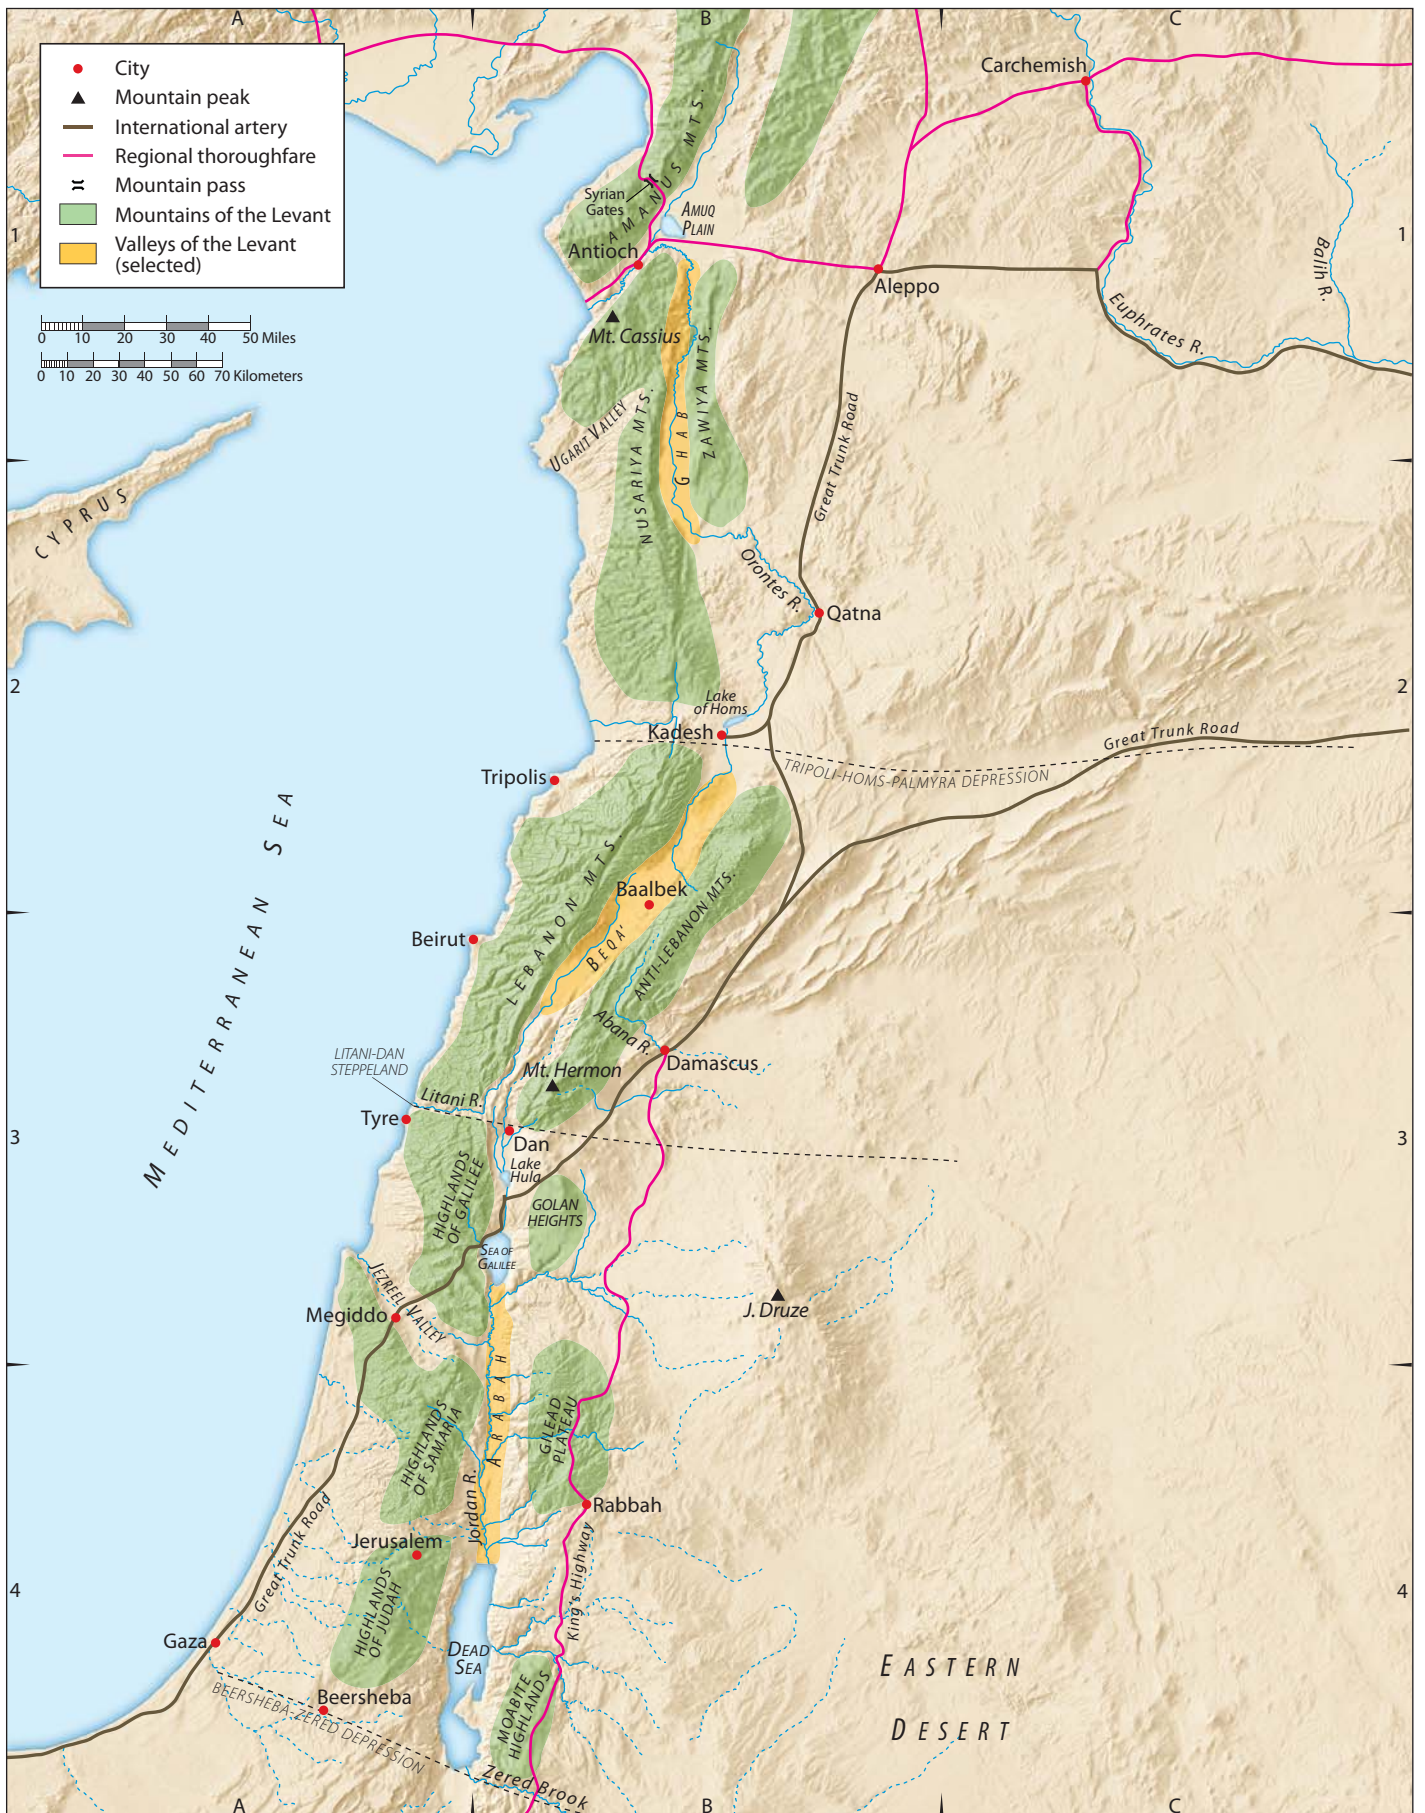 A
B
C
City
Mountain peak
International artery
Regional thoroughfare
Mountain pass
Mountains of the Levant
Valleys of the Levant
(selected)
0 10 20 30 40 50 Miles
0 10 20 30 40 50 60 70 Kilometers
Carchemish
AMANUS MTS.
Syrian
Gates
AMUQ
PLAIN
1
1
Antioch
Aleppo
Balih R.
Euphrates R.
Mt. Cassius
ZAWIYA MTS.
GHAB
NUSARIYA MTS.
UGARIT VALLEY
Great Trunk Road
CYPRUS
Orontes R.
Qatna
2
2
Lake
of Homs
Kadesh
Great Trunk Road
TRIPOLI-HOMS-PALMYRA DEPRESSION
Tripolis
MEDITERRANEAN SEA
LEBANON MTS.
Baalbek
BEQA'
ANTI-LEBANON MTS.
Beirut
Abana R.
Damascus
LITANI-DAN
STEPPELAND
Mt. Hermon
Litani R.
Tyre
Dan
3
3
Lake
Hula
HIGHLANDS
OF GALILEE
GOLAN
HEIGHTS
SEA OF
GALILEE
JEZREEL VALLEY
Megiddo
J. Druze
ARABAH
GILEAD
PLATEAU
HIGHLANDS
OF SAMARIA
Jordan R.
Rabbah
Great Trunk Road
Jerusalem
King's Highway
HIGHLANDS
OF JUDAH
4
4
Gaza
DEAD
SEA
EASTERN
DESERT
Beersheba
BEERSHEBA-ZERED DEPRESSION
MOABITE
HIGHLANDS
Zered Brook
A
B
C